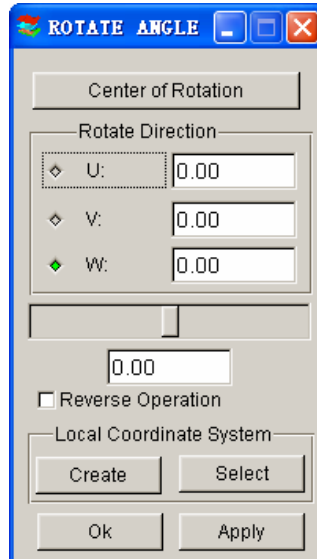 ROTATE ANGLE
Center of Rotation
Rotate Direction
U: 0.00
V: 0.00
W: 0.00
0.00
Reverse Operation
Local Coordinate System
Create Select
Ok Apply